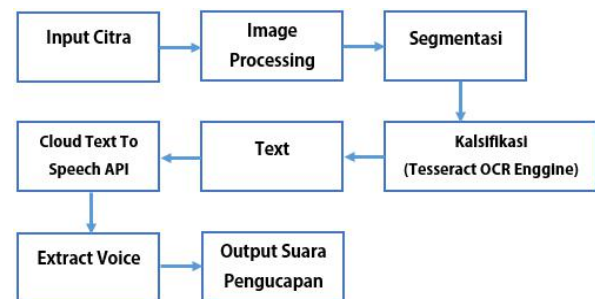 Input Citra
Image
Processing
Segmentasi
Kalsifikasi
(Tesseract OCR Enggine)
Text
Cloud Text To
Speech API
Extract Voice
Output Suara
Pengucapan